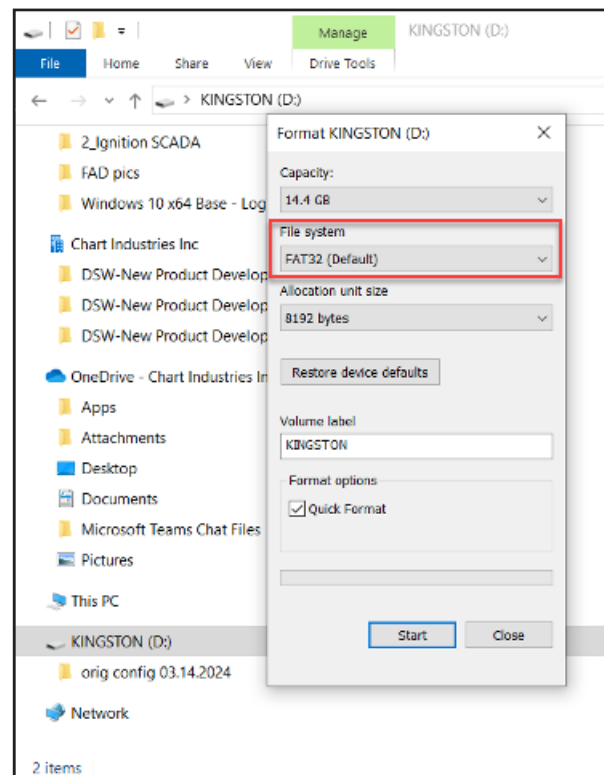 Manage
KINGSTON (D:)
File
Home
Share
View
Drive Tools
KINGSTON (D:)
2_Ignition SCADA
FAD pics
Windows 10 x64 Base - Log
Chart Industries Inc
DSW-New Product Develop
DSW-New Product Develop
DSW-New Product Develop
OneDrive - Chart Industries In
Apps
Attachments
Desktop
Documents
Microsoft Teams Chat Files
Pictures
This PC
KINGSTON (D:)
orig config 03.14.2024
Network
2 items
Format KINGSTON (D:)
Capacity:
14.4 GB
File system
FAT32 (Default)
Allocation unit size
8192 bytes
Restore device defaults
Volume label
KINGSTON
Format options
Quick Format
Start
Close